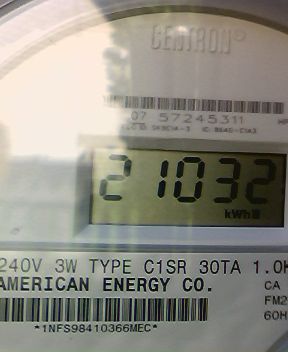 CENTRON®
07 57245311
21032
kWh
240V 3W TYPE C1SR 30TA 1.0K
AMERICAN ENERGY CO.
CA
FM2
60H
*1NFS98410366MEC*